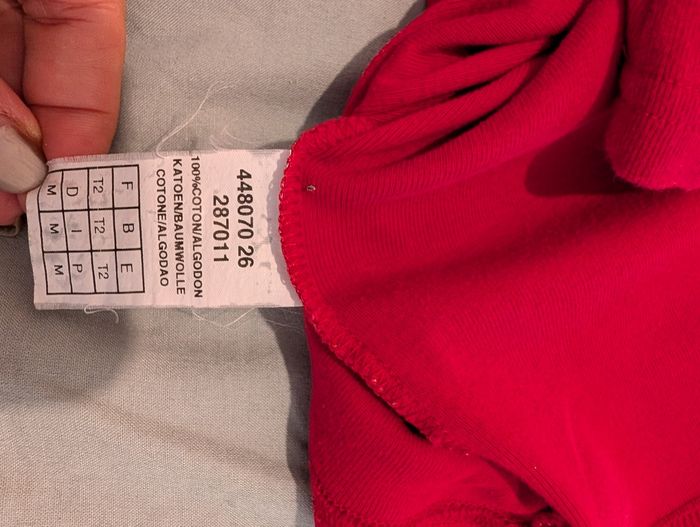 448070 26
287011
100%COTON/ALGODON
KATOEN/BAUMWOLLE
COTONE/ALGODAO
F B E
T2 T2 T2
D I P
M M M